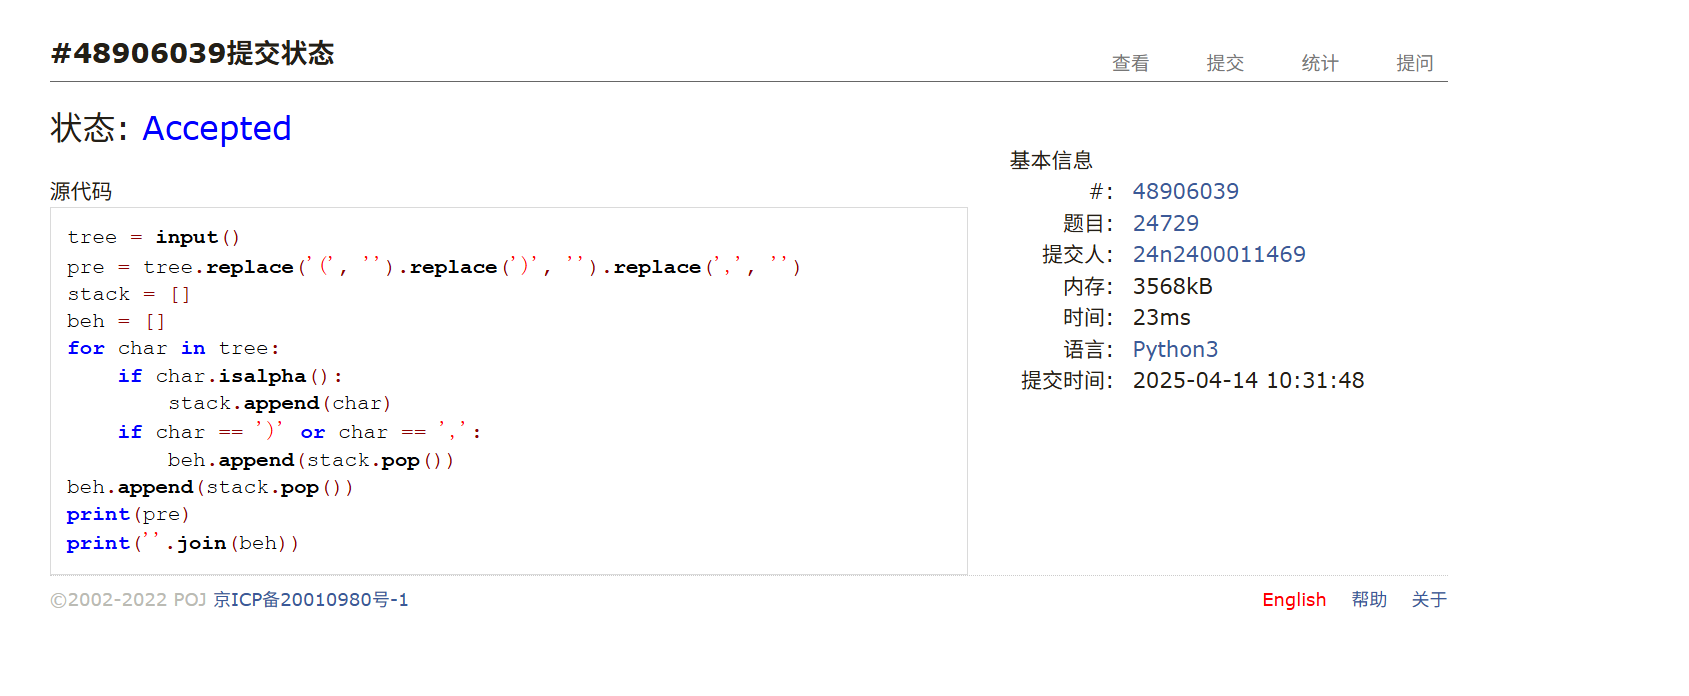 #48906039提交状态
查看 提交 统计 提问
状态: Accepted
源代码
tree = input()
pre = tree.replace('(', '').replace(')', '').replace(',', '')
stack = []
beh = []
for char in tree:
    if char.isalpha():
        stack.append(char)
    if char == ')' or char == ',':
        beh.append(stack.pop())
beh.append(stack.pop())
print(pre)
print(''.join(beh))
基本信息
#: 48906039
题目: 24729
提交人: 24n2400011469
内存: 3568kB
时间: 23ms
语言: Python3
提交时间: 2025-04-14 10:31:48
©2002-2022 POJ 京ICP备20010980号-1
English 帮助 关于